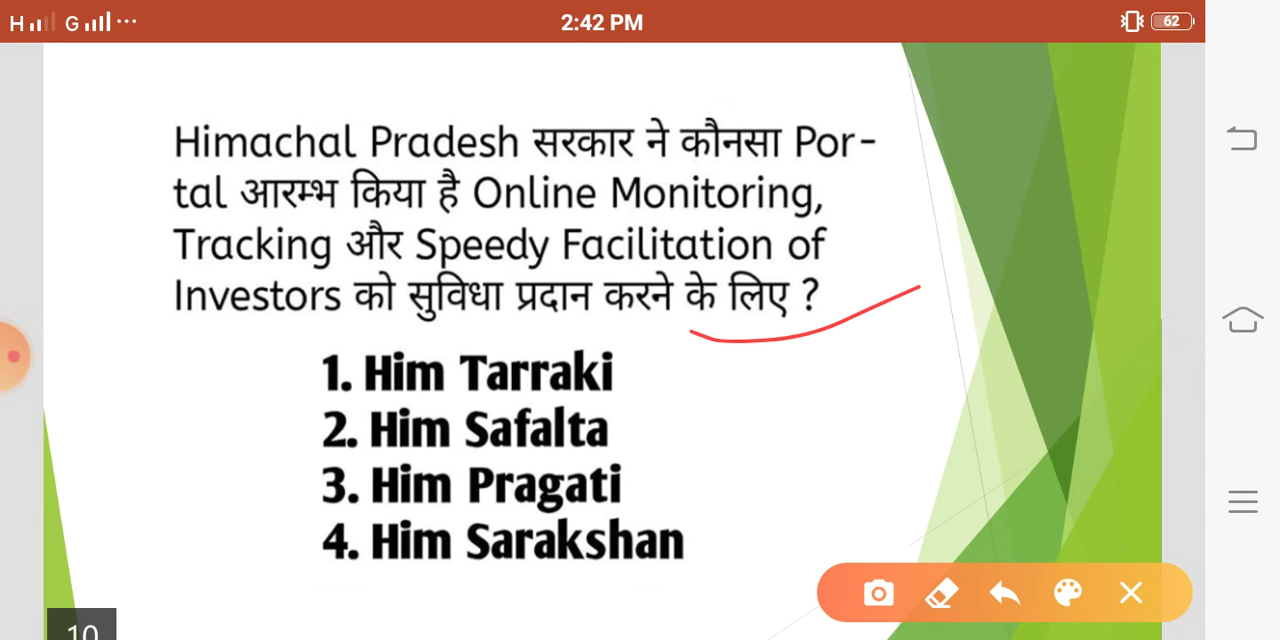 H G ...
2:42 PM
62
Himachal Pradesh सरकार ने कौनसा Por-
tal आरम्भ किया है Online Monitoring,
Tracking और Speedy Facilitation of
Investors को सुविधा प्रदान करने के लिए ?
1. Him Tarraki
2. Him Safalta
3. Him Pragati
4. Him Sarakshan
10